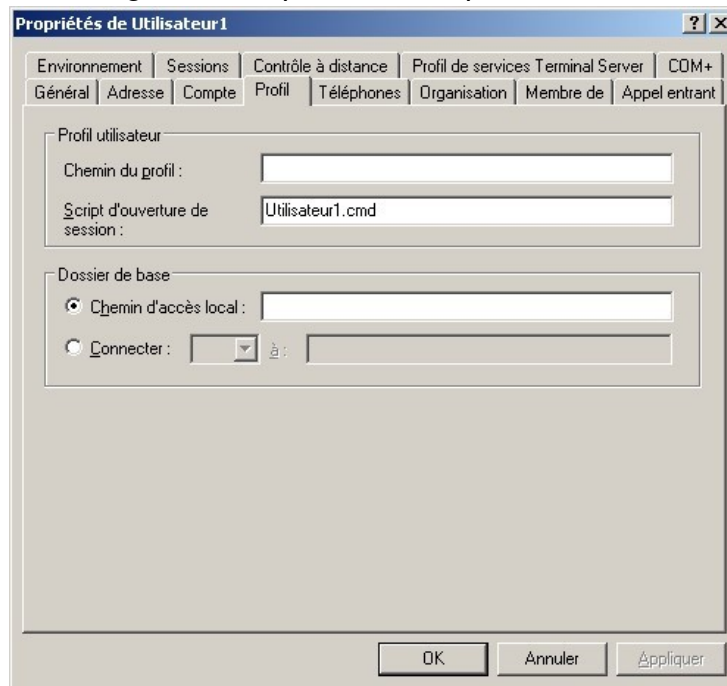 Propriétés de Utilisateur1
Environnement Sessions Contrôle à distance Profil de services Terminal Server COM+
Général Adresse Compte Profil Téléphones Organisation Membre de Appel entrant
Profil utilisateur
Chemin du profil :
Script d'ouverture de session : Utilisateur1.cmd
Dossier de base
Chemin d'accès local :
Connecter : à :
OK Annuler Appliquer